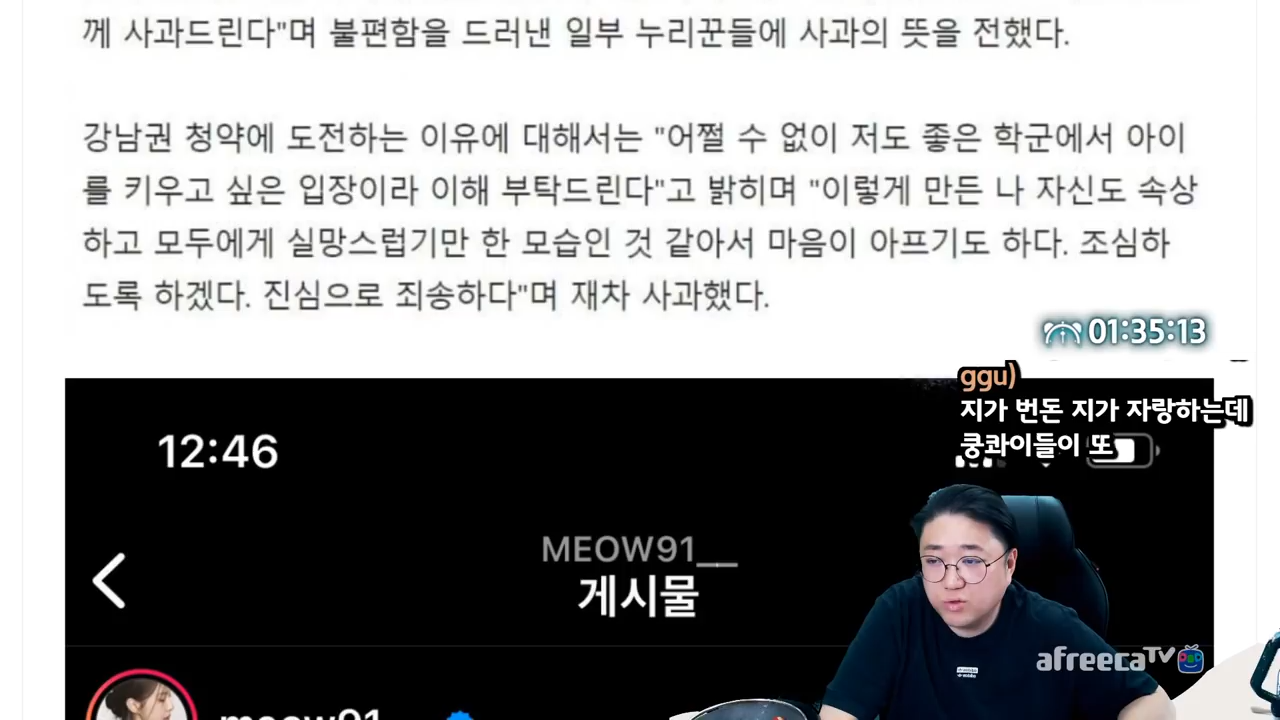 께 사과드린다"며 불편함을 드러낸 일부 누리꾼들에 사과의 뜻을 전했다.
강남권 청약에 도전하는 이유에 대해서는 "어쩔 수 없이 저도 좋은 학군에서 아이
를 키우고 싶은 입장이라 이해 부탁드린다"고 밝히며 "이렇게 만든 나 자신도 속상
하고 모두에게 실망스럽기만 한 모습인 것 같아서 마음이 아프기도 하다. 조심하
도록 하겠다. 진심으로 죄송하다"며 재차 사과했다.
01:35:13
ggu)
지가 번돈 지가 자랑하는데
쿵콰이들이 또
12:46
MEOW91__
게시물
meow91
afreecaTV